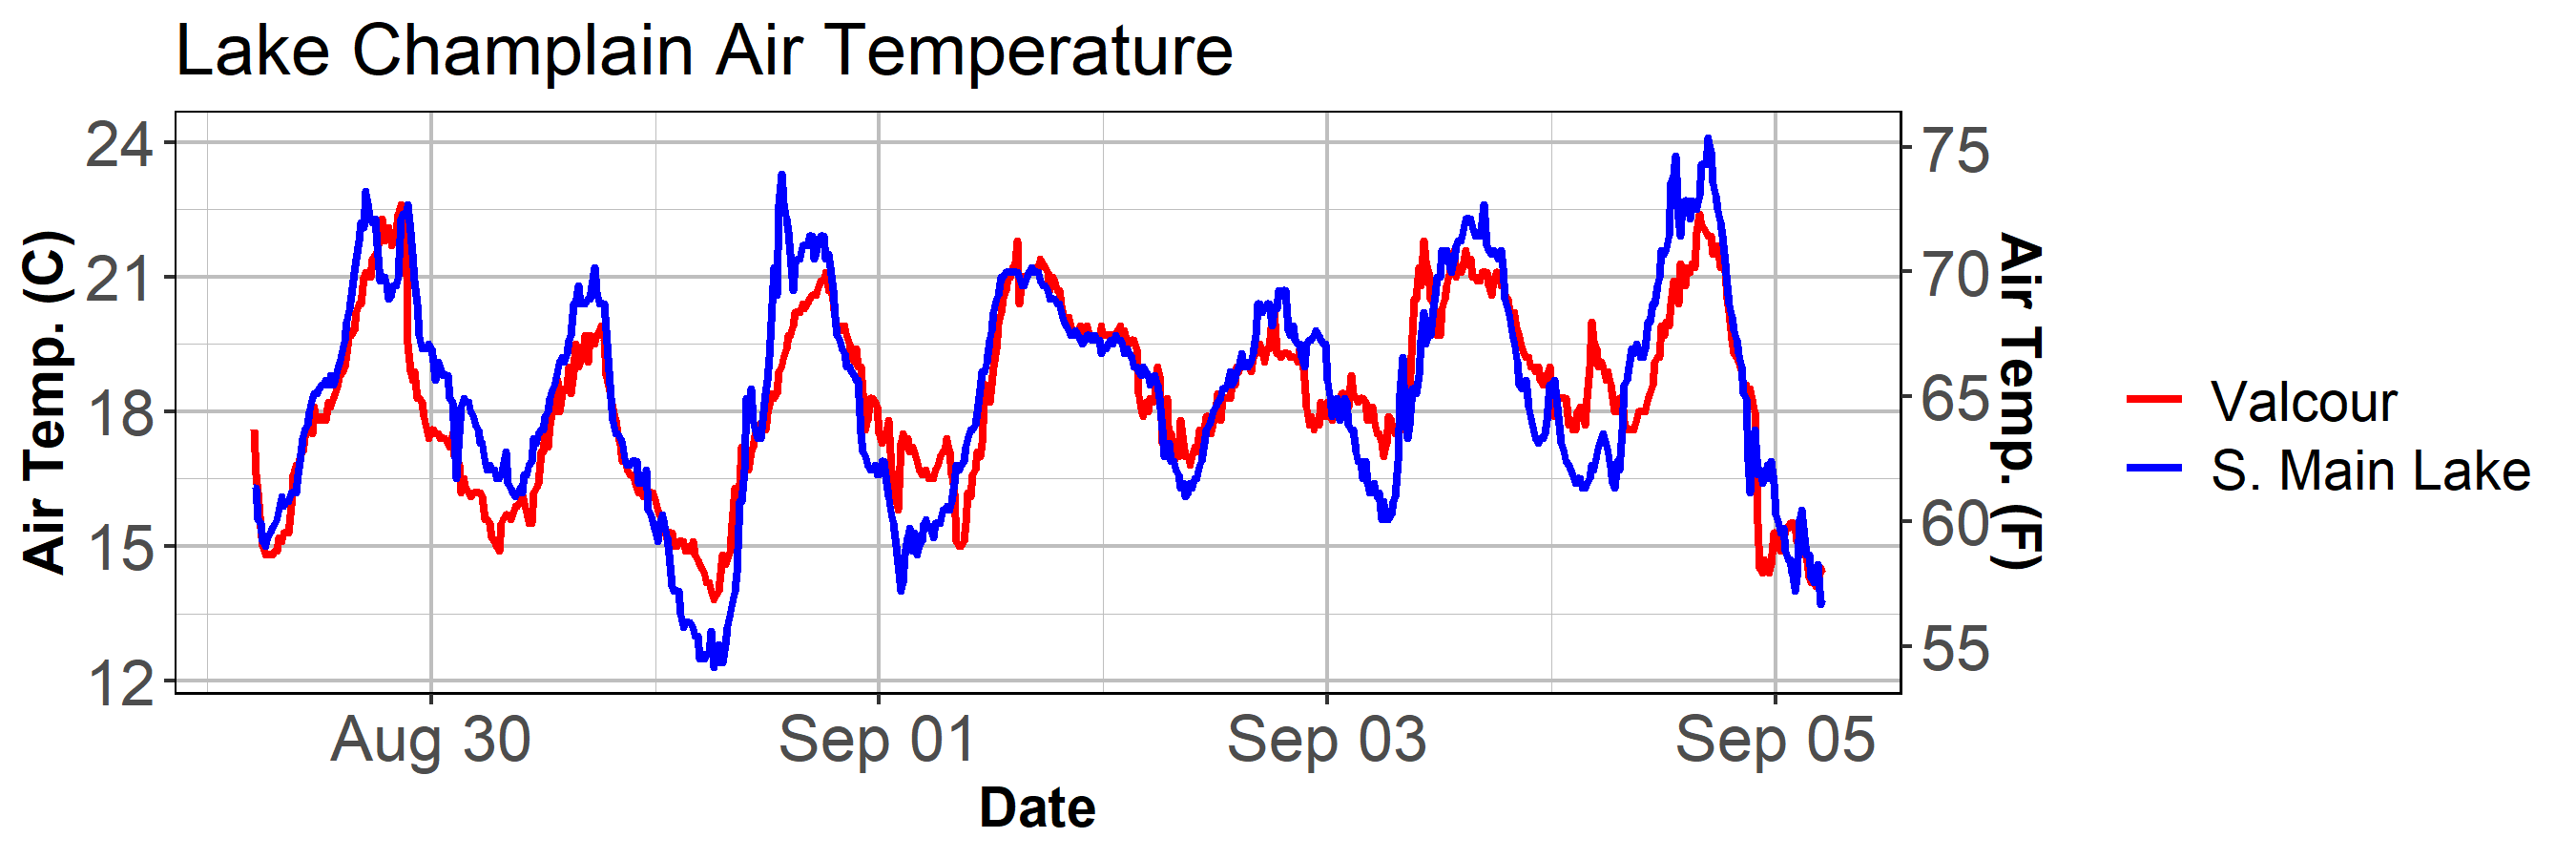 Lake Champlain Air Temperature
Air Temp. (C)
24
21
18
15
12
75
70
65
60
55
Air Temp. (F)
Aug 30
Sep 01
Sep 03
Sep 05
Date
Valcour
S. Main Lake